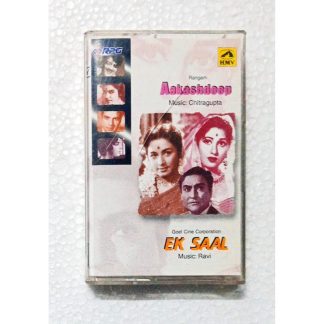 RPG
HMV
Rangam
Aakashdeep
Music: Chitragupta
Goel Cine Corporation
EK SAAL
Music: Ravi